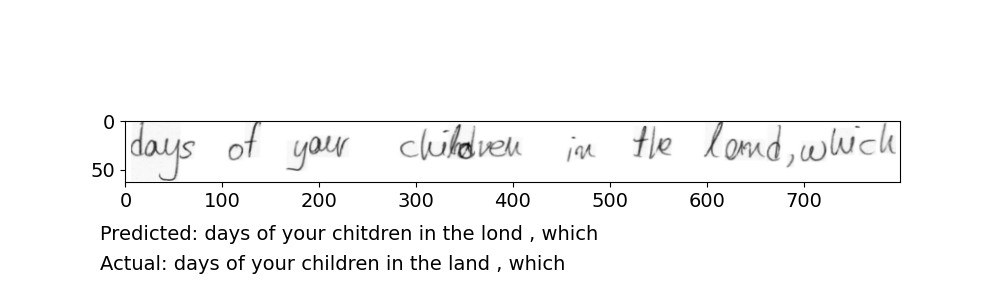 0
days of your children in the land, which
50
0 100 200 300 400 500 600 700
Predicted: days of your chitdren in the lond , which
Actual: days of your children in the land , which